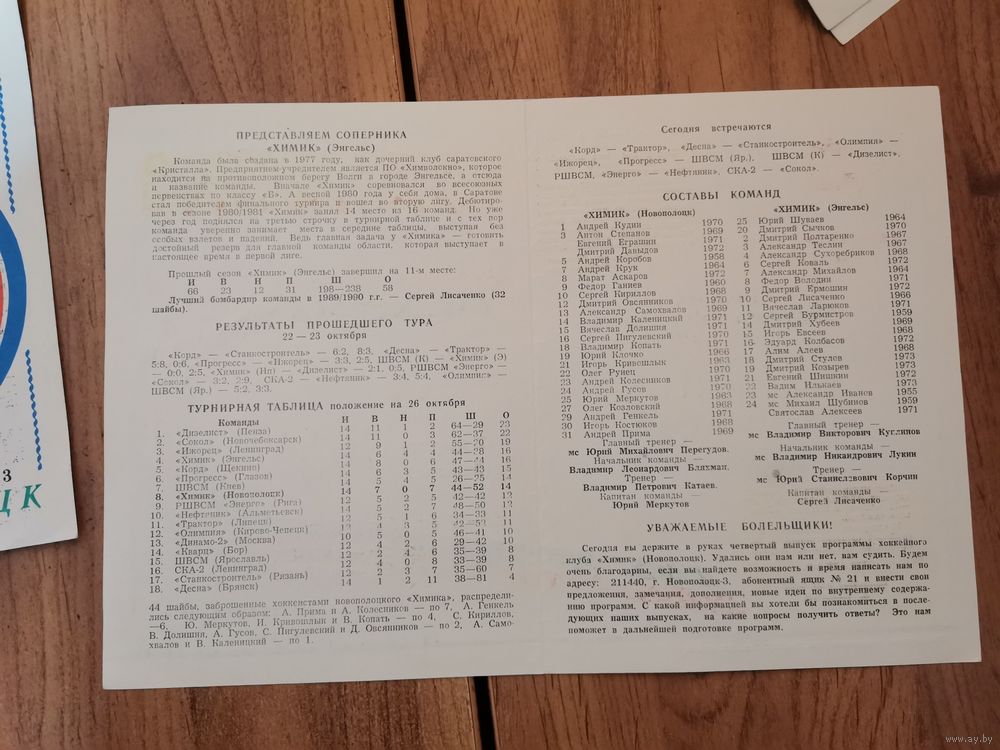 ПРЕДСТАВЛЯЕМ СОПЕРНИКА
«ХИМИК» (Энгельс)
Команда была создана в 1977 году, как дочерний клуб саратовского
«Кристалла». Предприятием-учредителем является ПО «Химволокно», которое
находится на противоположном берегу Волги в городе Энгельсе, а отсюда
и название команды. Вначале «Химик» соревновался во всесоюзных
первенствах по классу «Б». А весной 1980 года у себя дома, в Саратове
стал победителем финального турнира и вошел во вторую лигу. Дебютиро-
вав в сезоне 1980/1981 «Химик» занял 14 место из 16 команд. Но уже
через год поднялся на третью строчку в турнирной таблице и с тех пор
команда уверенно занимает места в середине таблицы, выступая без
особых взлетов и падений. Ведь главная задача у «Химика» — готовить
достойный резерв для главной команды области, которая выступает в
настоящее время в первой лиге.
Прошлый сезон «Химик» (Энгельс) завершил на 11-м месте:
И В Н П Ш О
66 23 12 31 198—238 58
Лучший бомбардир команды в 1989/1990 г.г. — Сергей Лисаченко (32
шайбы).
РЕЗУЛЬТАТЫ ПРОШЕДШЕГО ТУРА
22 — 23 октября
«Корд» — «Станкостроитель» — 6:2, 8:3, «Десна» — «Трактор» —
5:8, 0:6, «Прогресс» — «Ижорец» — 3:3, 2:5, ШВСМ (К) — «Химик» (Э)
— 0:0, 2:5, «Химик» (Нп) — «Дизелист» — 2:1, 0:5, РШВСМ «Энерго» —
«Сокол» — 3:2, 2:9, СКА-2 — «Нефтяник» — 3:4, 5:4, «Олимпия» —
ШВСМ (Яр.) — 5:2, 3:3.
ТУРНИРНАЯ ТАБЛИЦА положение на 26 октября
Команды И В Н П Ш О
1. «Дизелист» (Пенза) 14 11 1 2 64—29 23
2. «Сокол» (Новочебоксарск) 14 11 0 3 62—37 22
3. «Ижорец» (Ленинград) 12 9 1 2 55—20 19
4. «Химик» (Энгельс) 14 6 4 4 44—28 16
5. «Корд» (Щекино) 14 8 0 6 47—24 16
6. «Прогресс» (Глазов) 14 6 3 5 43—43 15
7. ШВСМ (Киев) 14 5 4 5 26—25 14
8. «Химик» (Новополоцк) 14 7 0 7 44—52 14
9. РШВСМ «Энерго» (Рига) 12 5 2 5 42—42 12
10. «Нефтяник» (Альметьевск) 14 5 2 7 48—50 12
11. «Трактор» (Липецк) 12 5 1 6 34—33 11
12. «Олимпия» (Кирово-Чепецк) 12 4 3 5 11
13. «Динамо-2» (Москва) 10 5 0 5 46—41 10
14. «Кварц» (Бор) 12 4 2 6 29—42 10
15. ШВСМ (Ярославль) 12 2 4 6 35—39 8
16. СКА-2 (Ленинград) 12 4 0 8 33—39 8
17. «Станкостроитель» (Рязань) 12 2 3 7 35—60 7
18. «Десна» (Брянск) 14 1 2 11 38—81 4
44 шайбы, заброшенные хоккеистами новополоцкого «Химика», распредели-
лись следующим образом: А. Прима и А. Колесников — по 7, А. Генкель
—6, Ю. Меркутов, И. Кривошлык и В. Копать — по 4, С. Кириллов,
В. Долишня, А. Гусов, С. Пигулевский и Д. Овсянников — по 2, А. Само-
хвалов и В. Каленицкий — по 1.
Сегодня встречаются
«Корд» — «Трактор», «Десна» — «Станкостроитель», «Олимпия» —
«Ижорец», «Прогресс» — ШВСМ (Яр.), ШВСМ (К) — «Дизелист»,
РШВСМ, «Энерго» — «Нефтяник», СКА-2 — «Сокол».
СОСТАВЫ КОМАНД
«ХИМИК» (Новополоцк)
1 Андрей Кудин 1970
3 Антон Степанов 1969
Евгений Еграшин 1971
Дмитрий Давыдов 1972
5 Андрей Коробов 1958
7 Андрей Крук 1964
8 Марат Аскаров 1972
9 Федор Ганиев 1960
10 Сергей Кириллов 1968
12 Дмитрий Овсянников 1970
13 Александр Самохвалов 1969
14 Владимир Каленицкий 1971
15 Вячеслав Долишня 1971
16 Сергей Пигулевский 1970
18 Владимир Копать 1971
19 Юрий Клочко 1966
21 Игорь Кривошлык 1963
22 Олег Рунец 1970
23 Андрей Колесников 1971
24 Андрей Гусов 1970
25 Юрий Меркутов 1963
27 Олег Козловский 1968
29 Андрей Генкель 1971
30 Игорь Костюков 1968
31 Андрей Прима 1969
Главный тренер —
мс Юрий Михайлович Перегудов.
Начальник команды —
Владимир Леонардович Бляхман.
Тренер —
Владимир Петрович Катаев.
Капитан команды —
Юрий Меркутов
«ХИМИК» (Энгельс)
25 Юрий Шуваев 1964
20 Дмитрий Сычков 1970
2 Дмитрий Полтаренко 1967
3 Александр Теслин 1967
4 Александр Сухоребриков 1968
6 Сергей Коваль 1972
7 Александр Михайлов 1964
8 Федор Володин 1971
9 Дмитрий Ермошин 1972
10 Сергей Лисаченко 1966
11 Вячеслав Ларюков 1971
12 Сергей Бурмистров 1959
14 Дмитрий Хубеев 1969
15 Игорь Евсеев 1968
16 Эдуард Колбасов 1972
17 Алим Алеев 1968
18 Дмитрий Стулов 1973
19 Дмитрий Козырев 1973
21 Евгений Шишкин 1972
22 Вадим Илькаев 1973
23 мс Александр Иванов 1955
24 мс Михаил Шубинов 1959
Святослав Алексеев 1971
Главный тренер —
мс Владимир Викторович Куплинов
Начальник команды —
мс Владимир Никандрович Лукин
Тренер —
мс Юрий Станиславович Корчин
Капитан команды —
Сергей Лисаченко
УВАЖАЕМЫЕ БОЛЕЛЬЩИКИ!
Сегодня вы держите в руках четвертый выпуск программы хоккейного
клуба «Химик» (Новополоцк). Удались они вам или нет, вам судить. Будем
очень благодарны, если вы найдете возможность и время написать нам по
адресу: 211440, г. Новополоцк-3, абонентный ящик № 21 и внести свои
предложения, замечания, дополнения, новые идеи по внутреннему содержа-
нию программ. С какой информацией вы хотели бы познакомиться в после-
дующих наших выпусках, на какие вопросы получить ответы? Это нам
поможет в дальнейшей подготовке программ.
3
ЦК
www.ay.by